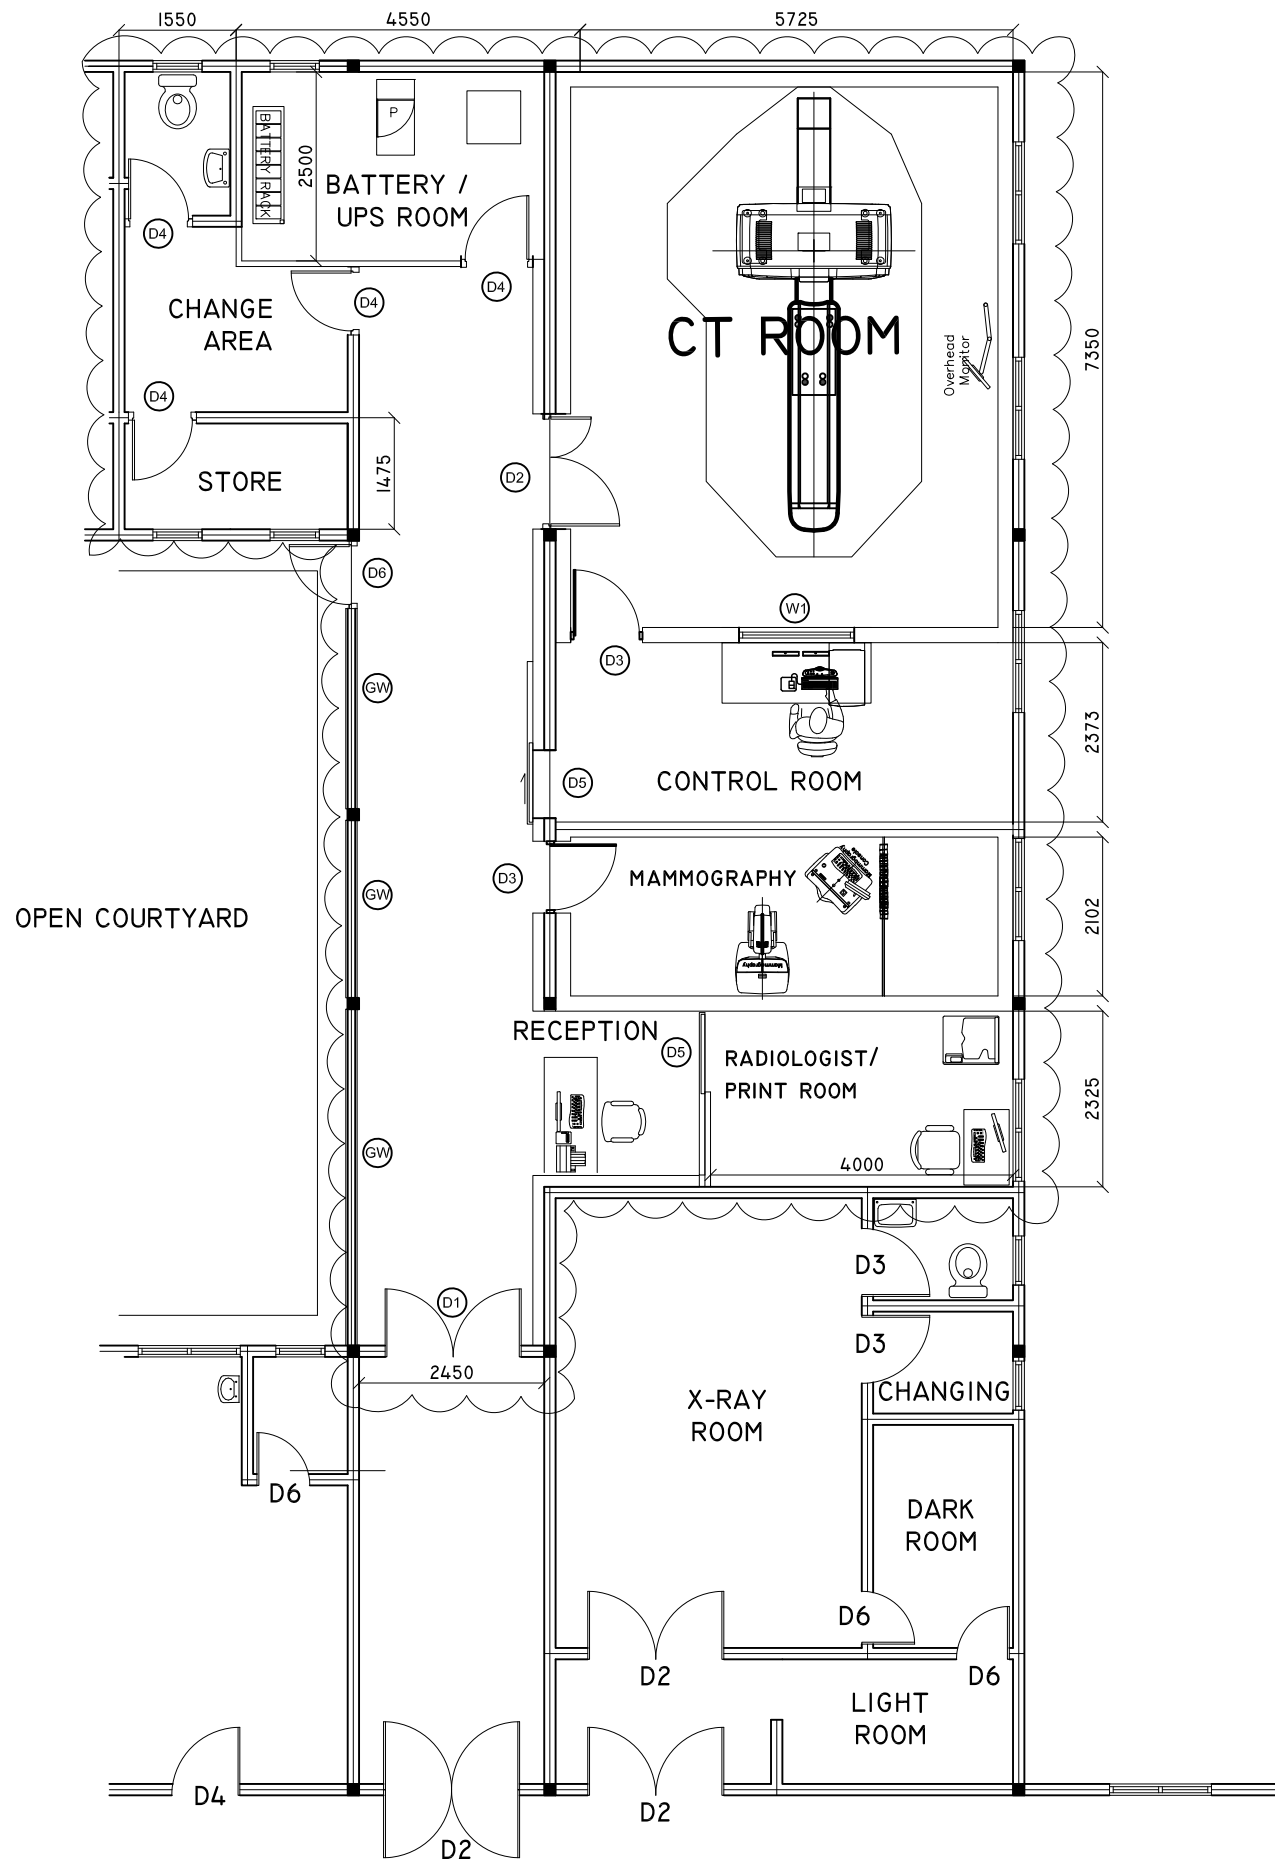 1550
4550
5725
P
BATTERY RACK
2500
BATTERY /
UPS ROOM
D4
D4
D4
CHANGE
AREA
CT ROOM
Overhead
Monitor
7350
D4
STORE
1475
D2
D6
W1
D3
GW
2373
D5
CONTROL ROOM
D3
MAMMOGRAPHY
Mammography
Console
GW
OPEN COURTYARD
2102
Mammography
RECEPTION
D5
RADIOLOGIST/
PRINT ROOM
2325
GW
4000
D3
D1
D3
2450
CHANGING
X-RAY
ROOM
D6
DARK
ROOM
D6
D2
D6
LIGHT
ROOM
D4
D2
D2